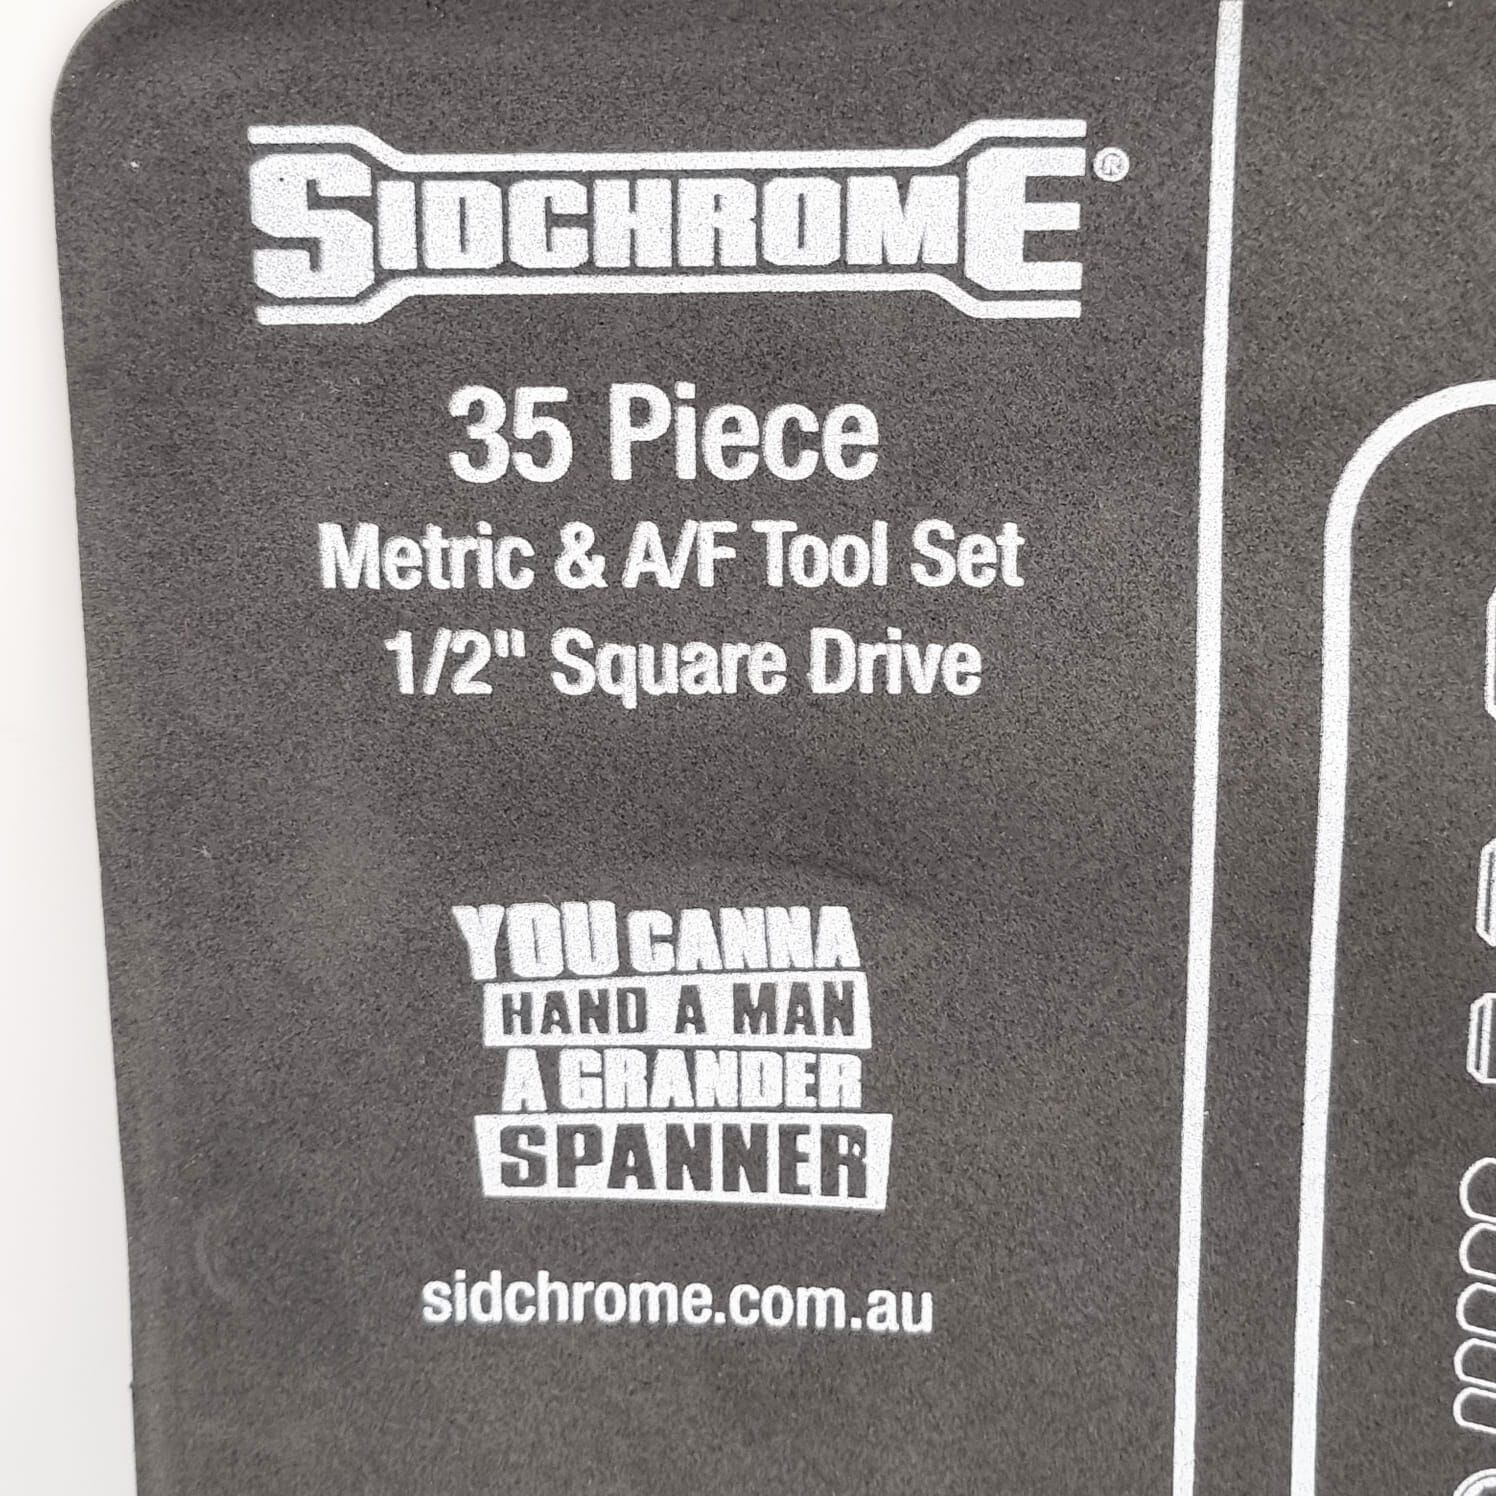 SIDCHROME®
35 Piece
Metric & A/F Tool Set
1/2" Square Drive
YOU CANNA
HAND A MAN
A GRANDER
SPANNER
sidchrome.com.au